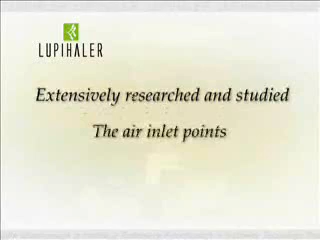 LUPIHALER
Extensively researched and studied
The air inlet points